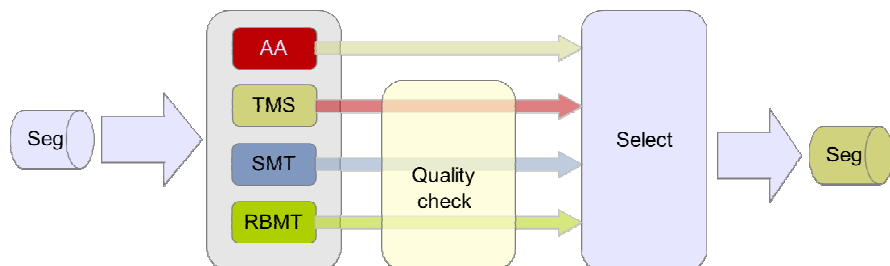 Seg
AA
TMS
SMT
RBMT
Quality
check
Select
Seg